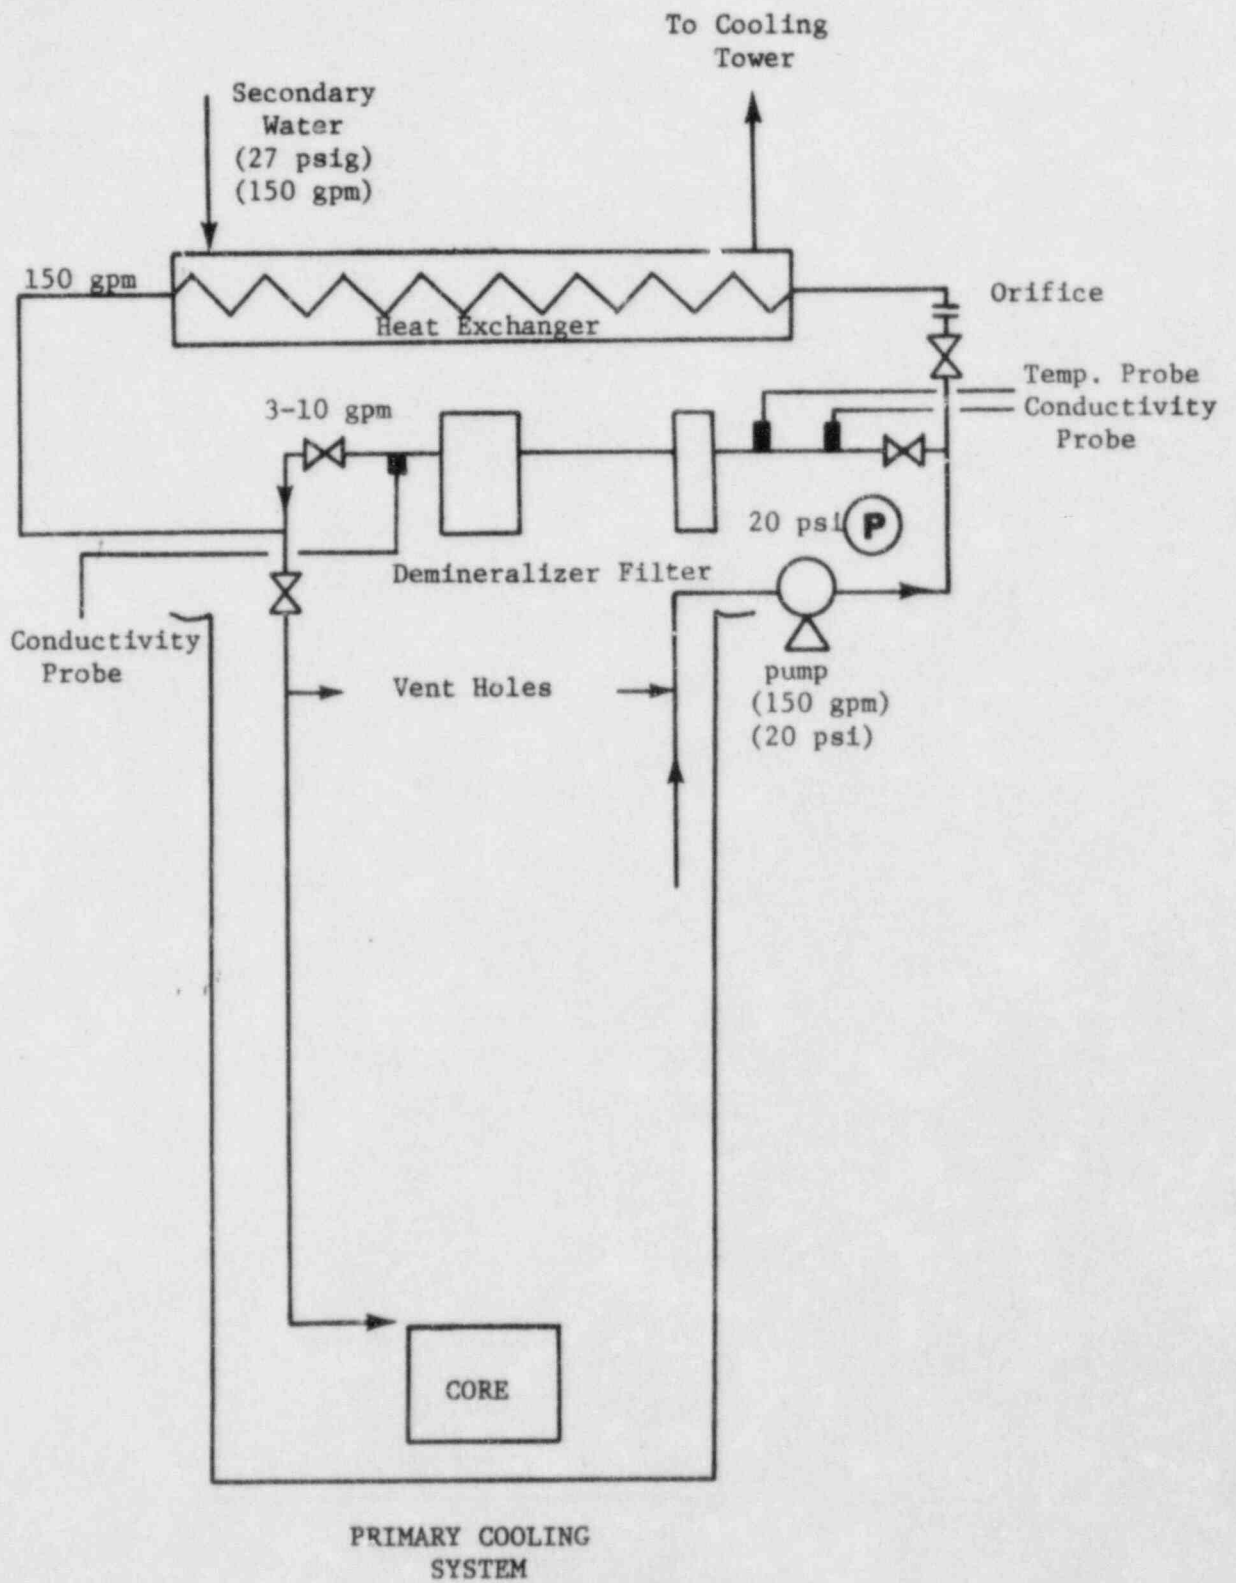 To Cooling
Tower
Secondary
Water
(27 psig)
(150 gpm)
150 gpm
Heat Exchanger
Orifice
Temp. Probe
Conductivity
Probe
3-10 gpm
20 psi
P
Demineralizer Filter
Conductivity
Probe
Vent Holes
pump
(150 gpm)
(20 psi)
CORE
PRIMARY COOLING
SYSTEM